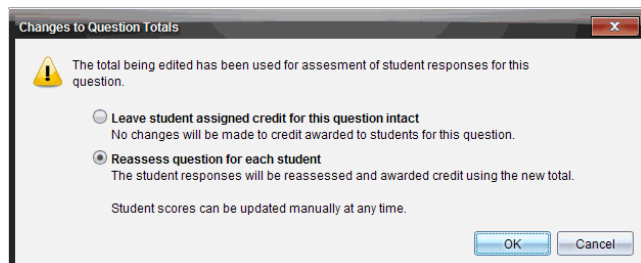 Changes to Question Totals
The total being edited has been used for assesment of student responses for this
question.
Leave student assigned credit for this question intact
No changes will be made to credit awarded to students for this question.
Reassess question for each student
The student responses will be reassessed and awarded credit using the new total.
Student scores can be updated manually at any time.
OK
Cancel